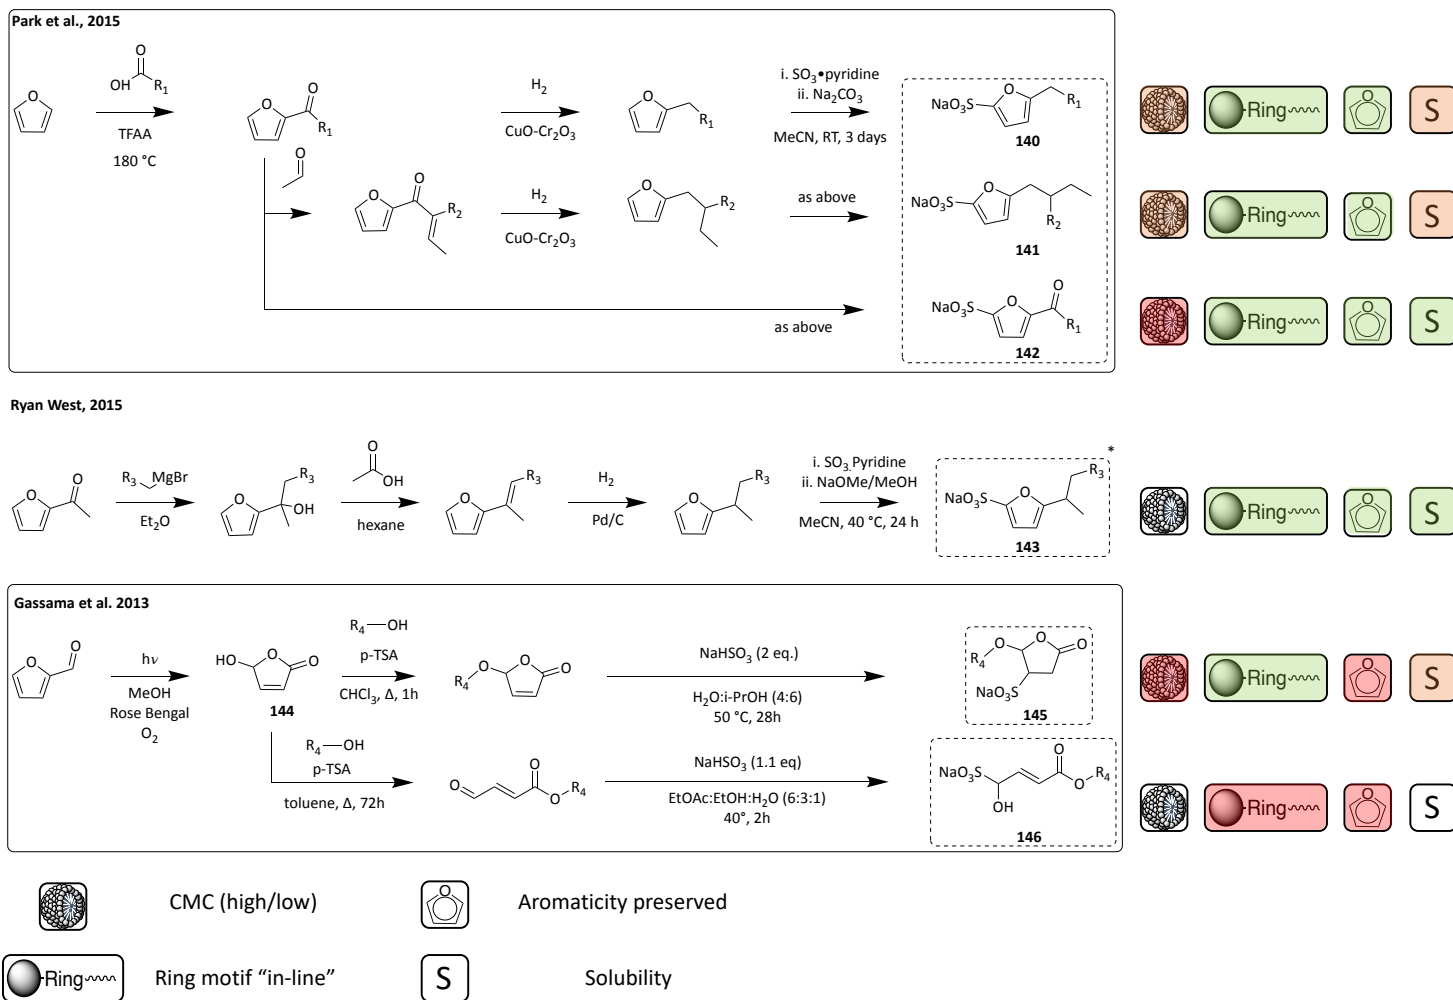 Park et al., 2015
O
O
OH
R1
TFAA
180 °C
O
O
R1
H2
CuO-Cr2O3
O
R1
i. SO3•pyridine
ii. Na2CO3
MeCN, RT, 3 days
NaO3S
O
R1
140
Ring
O
S
O
O
O
R2
H2
CuO-Cr2O3
O
R2
as above
NaO3S
O
R2
141
Ring
O
S
as above
NaO3S
O
O
R1
142
Ring
O
S
Ryan West, 2015
O
O
R3
MgBr
Et2O
O
R3
OH
O
OH
hexane
O
R3
H2
Pd/C
O
R3
i. SO3.Pyridine
ii. NaOMe/MeOH
MeCN, 40 °C, 24 h
NaO3S
O
R3
143
*
Ring
O
S
Gassama et al. 2013
O
O
hν
MeOH
Rose Bengal
O2
HO
O
O
144
R4—OH
p-TSA
CHCl3, Δ, 1h
O
R4
O
O
NaHSO3 (2 eq.)
H2O:i-PrOH (4:6)
50 °C, 28h
O
R4
O
O
NaO3S
145
Ring
O
S
R4—OH
p-TSA
toluene, Δ, 72h
O
O
O
R4
NaHSO3 (1.1 eq)
EtOAc:EtOH:H2O (6:3:1)
40°, 2h
NaO3S
OH
O
O
R4
146
Ring
O
S
CMC (high/low)
O
Aromaticity preserved
Ring
Ring motif “in-line”
S
Solubility